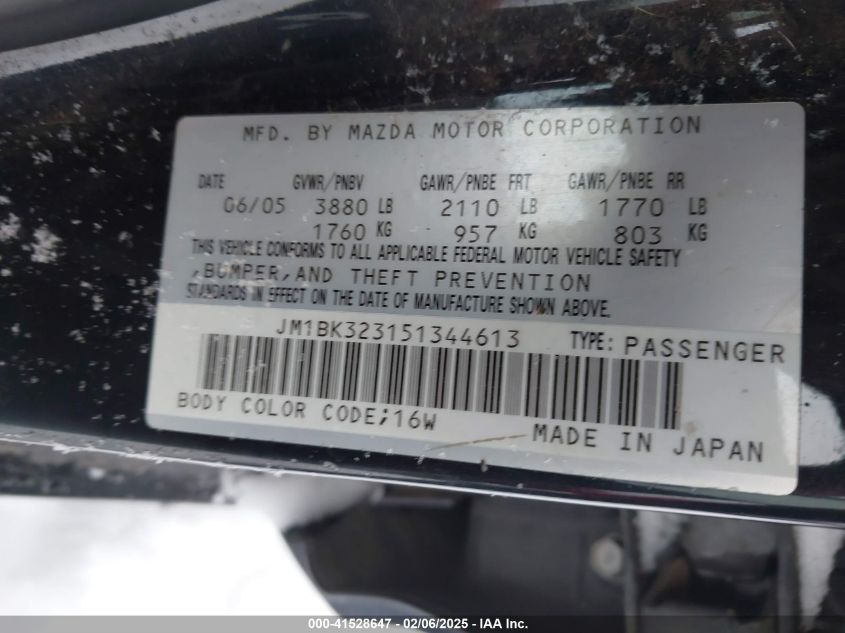 MFD. BY MAZDA MOTOR CORPORATION
DATE GVWR/PNBV GAWR/PNBE FRT GAWR/PNBE RR
06/05 3880 LB 2110 LB 1770 LB
1760 KG 957 KG 803 KG
THIS VEHICLE CONFORMS TO ALL APPLICABLE FEDERAL MOTOR VEHICLE SAFETY
,BUMPER,AND THEFT PREVENTION
STANDARDS IN EFFECT ON THE DATE OF MANUFACTURE SHOWN ABOVE.
JM1BK323151344613 TYPE: PASSENGER
BODY COLOR CODE;16W
MADE IN JAPAN
000-41528647 - 02/06/2025 - IAA Inc.